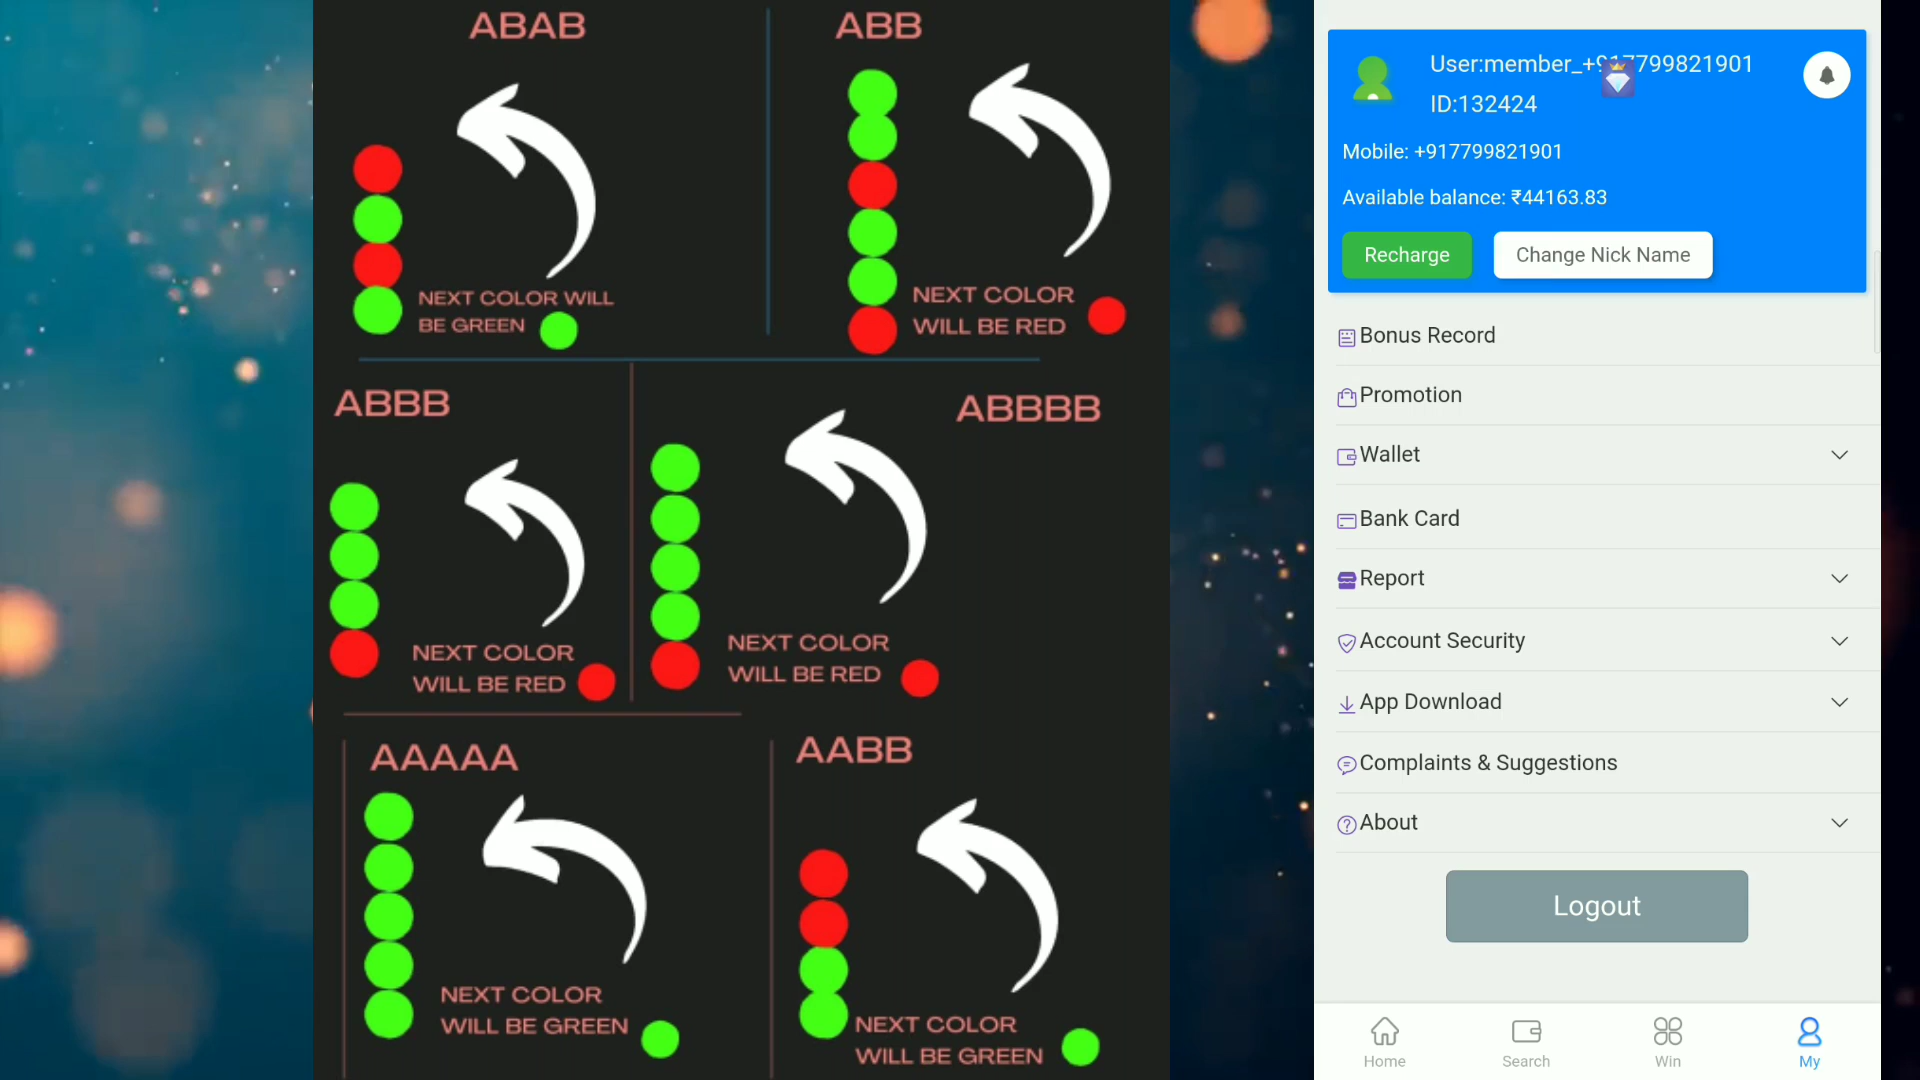 ABAB
NEXT COLOR WILL
BE GREEN
ABB
NEXT COLOR
WILL BE RED
ABBB
NEXT COLOR
WILL BE RED
ABBBB
NEXT COLOR
WILL BE RED
AAAAA
NEXT COLOR
WILL BE GREEN
AABB
NEXT COLOR
WILL BE GREEN
User:member_+917799821901
ID:132424
Mobile: +917799821901
Available balance: ₹44163.83
Recharge
Change Nick Name
Bonus Record
Promotion
Wallet
Bank Card
Report
Account Security
App Download
Complaints & Suggestions
About
Logout
Home
Search
Win
My